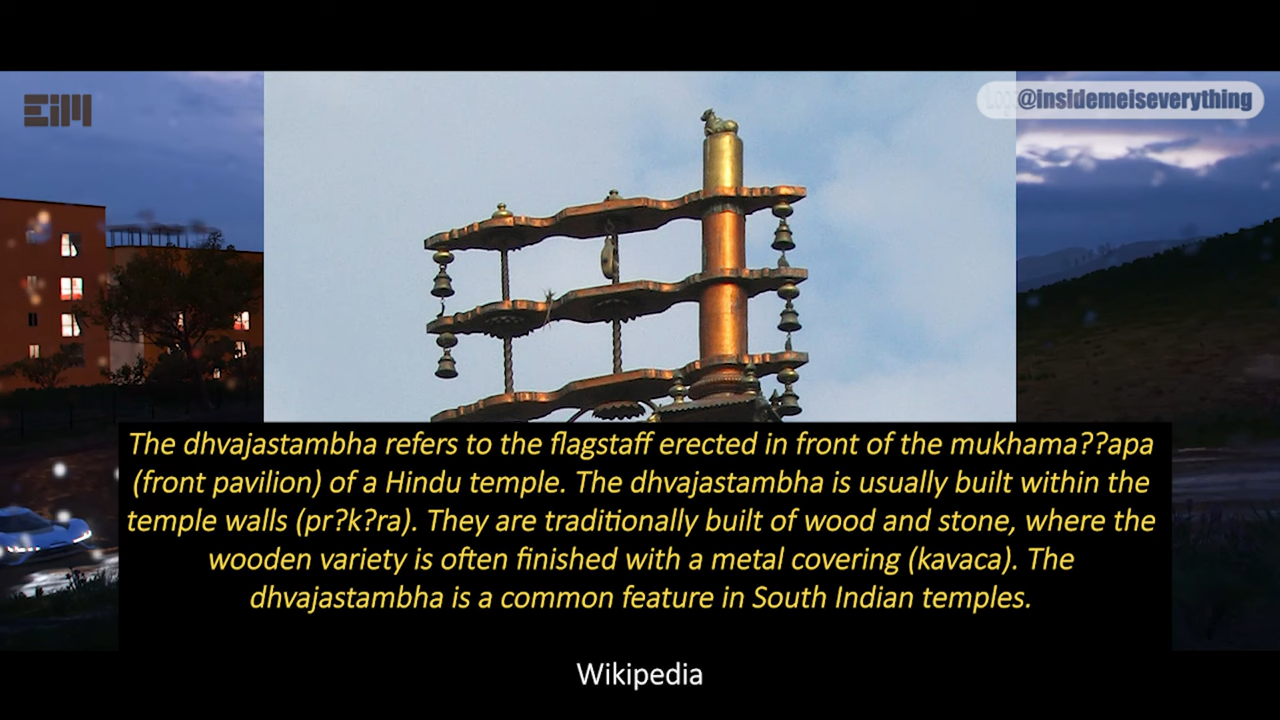 EiM
@insidemeiseverything
The dhvajastambha refers to the flagstaff erected in front of the mukhama??apa
(front pavilion) of a Hindu temple. The dhvajastambha is usually built within the
temple walls (pr?k?ra). They are traditionally built of wood and stone, where the
wooden variety is often finished with a metal covering (kavaca). The
dhvajastambha is a common feature in South Indian temples.
Wikipedia